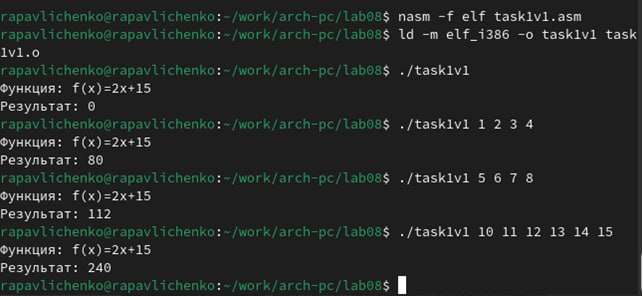 rapavlichenko@rapavlichenko:~/work/arch-pc/lab08$ nasm -f elf task1v1.asm
rapavlichenko@rapavlichenko:~/work/arch-pc/lab08$ ld -m elf_i386 -o task1v1 task
1v1.o
rapavlichenko@rapavlichenko:~/work/arch-pc/lab08$ ./task1v1
Функция: f(x)=2x+15
Результат: 0
rapavlichenko@rapavlichenko:~/work/arch-pc/lab08$ ./task1v1 1 2 3 4
Функция: f(x)=2x+15
Результат: 80
rapavlichenko@rapavlichenko:~/work/arch-pc/lab08$ ./task1v1 5 6 7 8
Функция: f(x)=2x+15
Результат: 112
rapavlichenko@rapavlichenko:~/work/arch-pc/lab08$ ./task1v1 10 11 12 13 14 15
Функция: f(x)=2x+15
Результат: 240
rapavlichenko@rapavlichenko:~/work/arch-pc/lab08$